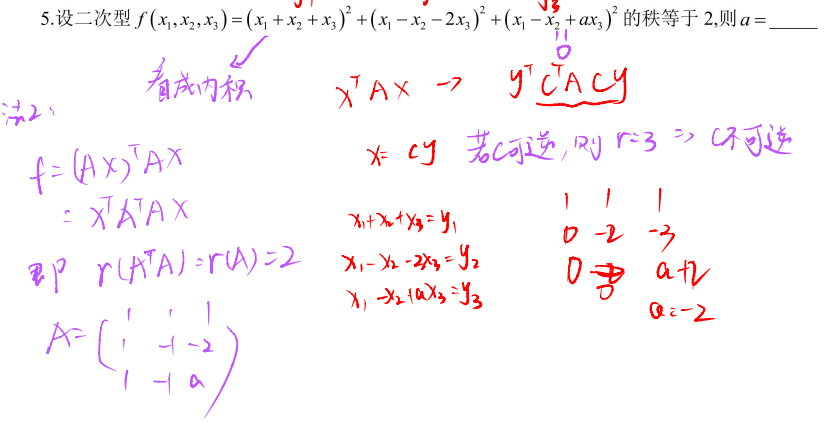 y₁ y₃
5.设二次型 f(x₁,x₂,x₃)=(x₁+x₂+x₃)²+(x₁-x₂-2x₃)²+(x₁-x₂+ax₃)² 的秩等于 2,则 a=_____
0
看成内积
xᵀAx → yᵀCᵀACy
法2:
x=Cy 若C可逆,则 r=3 ⇒ C不可逆
f=(AX)ᵀAX
=XᵀAᵀAX
即 r(AᵀA)=r(A)=2
A=(1 1 1
1 -1 -2
1 -1 a)
x₁+x₂+x₃=y₁
x₁-x₂-2x₃=y₂
x₁-x₂+ax₃=y₃
1 1 1
0 -2 -3
0 0 a+2
a=-2